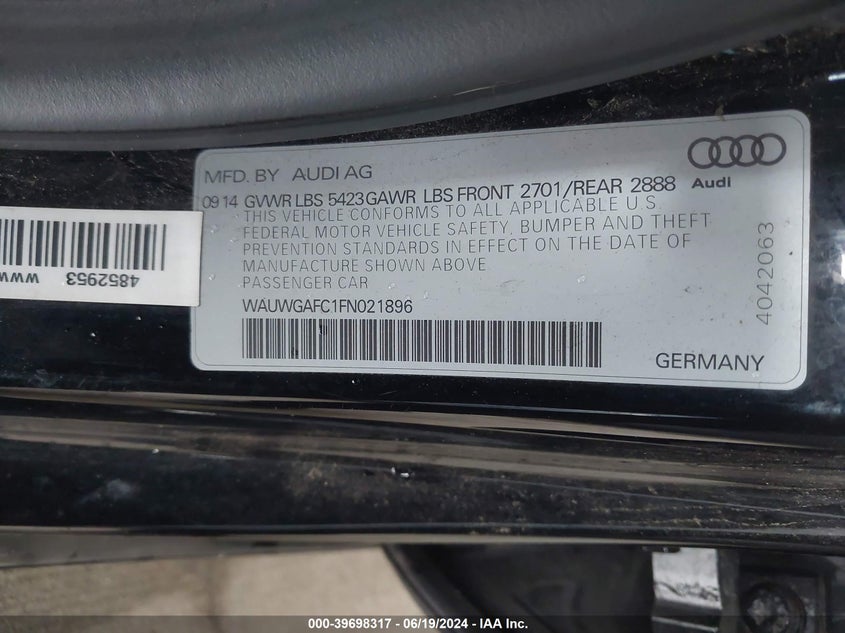 MFD. BY AUDI AG
Audi
09 14 GVWR LBS 5423 GAWR LBS FRONT 2701/REAR 2888
THIS VEHICLE CONFORMS TO ALL APPLICABLE U.S.
FEDERAL MOTOR VEHICLE SAFETY, BUMPER AND THEFT
PREVENTION STANDARDS IN EFFECT ON THE DATE OF
MANUFACTURE SHOWN ABOVE
PASSENGER CAR
WAUWGAFC1FN021896
GERMANY
4042063
4852953
000-39698317 / 06/19/2024 - IAA Inc.